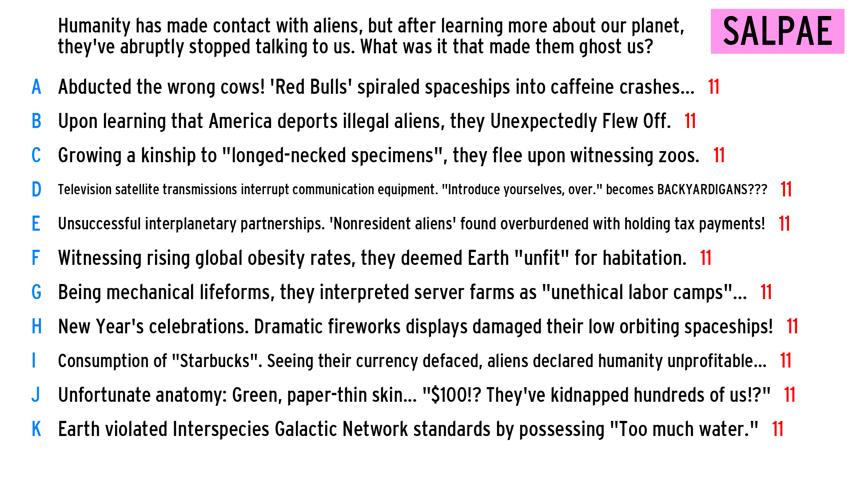 Humanity has made contact with aliens, but after learning more about our planet,
they've abruptly stopped talking to us. What was it that made them ghost us?
SALPAE
A Abducted the wrong cows! 'Red Bulls' spiraled spaceships into caffeine crashes... 11
B Upon learning that America deports illegal aliens, they Unexpectedly Flew Off. 11
C Growing a kinship to "longed-necked specimens", they flee upon witnessing zoos. 11
D Television satellite transmissions interrupt communication equipment. "Introduce yourselves, over." becomes BACKYARDIGANS??? 11
E Unsuccessful interplanetary partnerships. 'Nonresident aliens' found overburdened with holding tax payments! 11
F Witnessing rising global obesity rates, they deemed Earth "unfit" for habitation. 11
G Being mechanical lifeforms, they interpreted server farms as "unethical labor camps"... 11
H New Year's celebrations. Dramatic fireworks displays damaged their low orbiting spaceships! 11
I Consumption of "Starbucks". Seeing their currency defaced, aliens declared humanity unprofitable... 11
J Unfortunate anatomy: Green, paper-thin skin... "$100!? They've kidnapped hundreds of us!?" 11
K Earth violated Interspecies Galactic Network standards by possessing "Too much water." 11